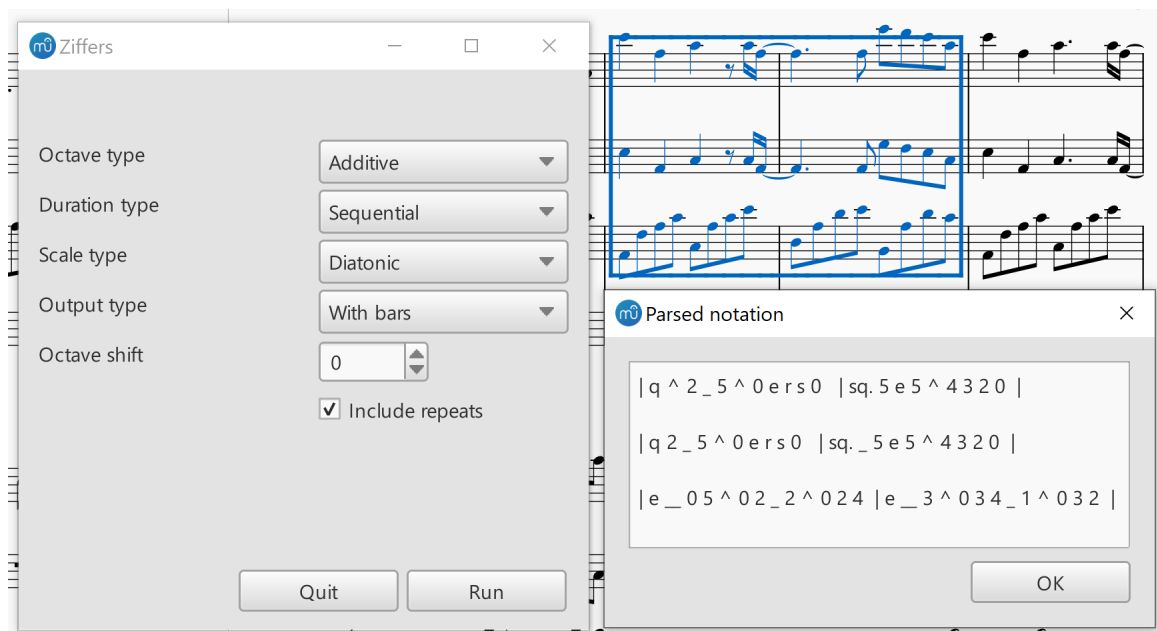 Ziffers
Octave type
Additive
Duration type
Sequential
Scale type
Diatonic
Output type
With bars
Octave shift
0
Include repeats
Quit
Run
Parsed notation
| q ^ 2 _ 5 ^ 0 e r s 0 | sq. 5 e 5 ^ 4 3 2 0 |
| q 2 _ 5 ^ 0 e r s 0 | sq. _ 5 e 5 ^ 4 3 2 0 |
| e __ 0 5 ^ 0 2 _ 2 ^ 0 2 4 | e __ 3 ^ 0 3 4 _ 1 ^ 0 3 2 |
OK